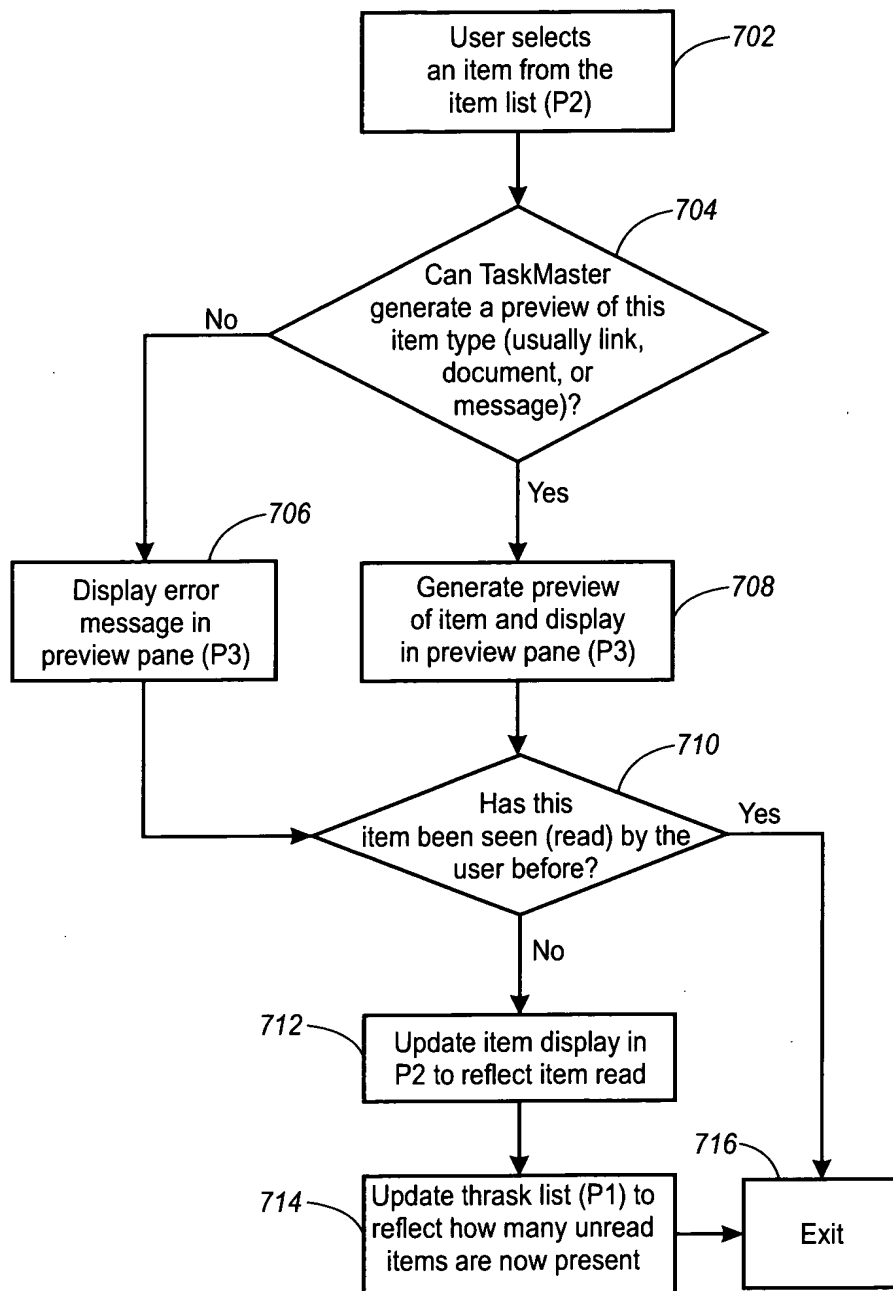 User selects
an item from the
item list (P2)
702
704
Can TaskMaster
generate a preview of this
item type (usually link,
document, or
message)?
No
Yes
706
Display error
message in
preview pane (P3)
Generate preview
of item and display
in preview pane (P3)
708
710
Has this
item been seen (read) by the
user before?
Yes
No
712
Update item display in
P2 to reflect item read
714
Update thrask list (P1) to
reflect how many unread
items are now present
716
Exit